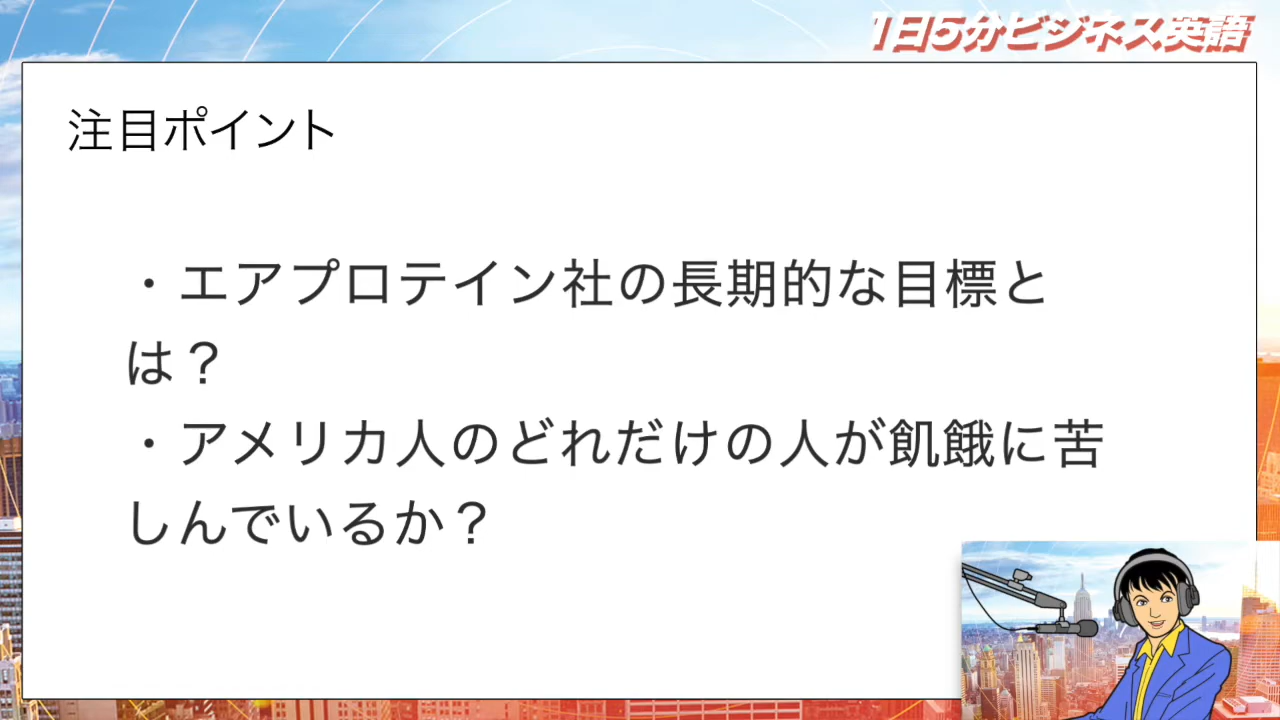 1日5分ビジネス英語
注目ポイント
・エアプロテイン社の長期的な目標と
は？
・アメリカ人のどれだけの人が飢餓に苦
しんでいるか？